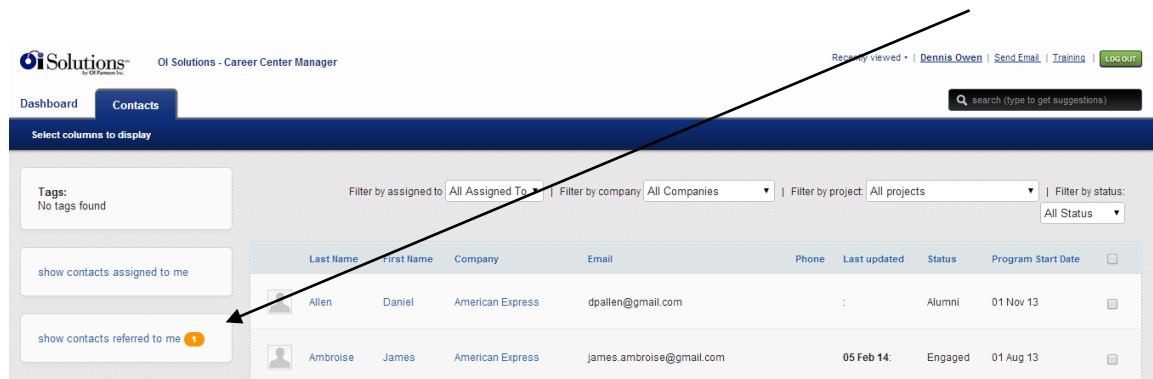 Oi Solutions℠ OI Solutions - Career Center Manager Recently viewed | Dennis Owen | Send Email | Training | LOG OUT
by OI Partners Inc.
Dashboard Contacts search (type to get suggestions)
Select columns to display
Tags:
No tags found
Filter by assigned to All Assigned To | Filter by company All Companies | Filter by project: All projects | Filter by status:
All Status
show contacts assigned to me
show contacts referred to me 1
Last Name First Name Company Email Phone Last updated Status Program Start Date
Allen Daniel American Express dpallen@gmail.com : Alumni 01 Nov 13
Ambroise James American Express james.ambroise@gmail.com 05 Feb 14: Engaged 01 Aug 13